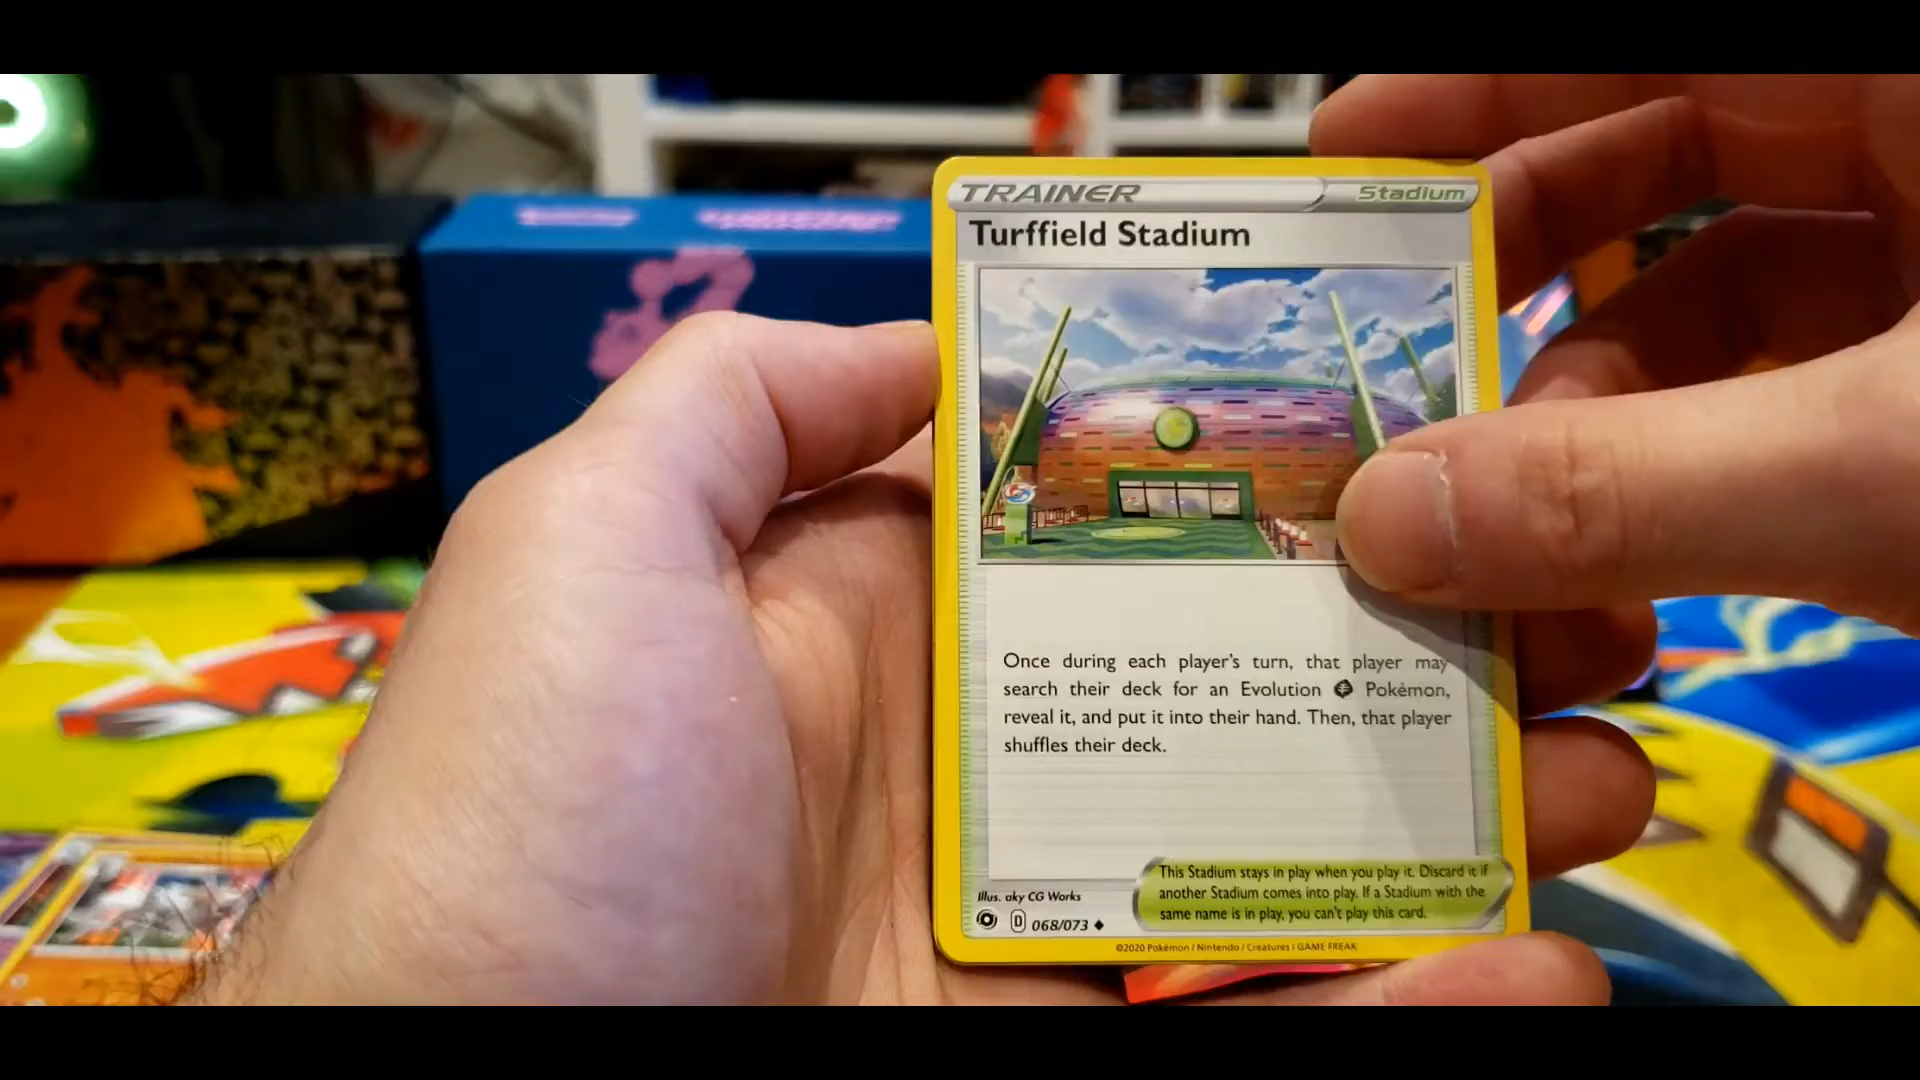 TRAINER
Stadium
Turffield Stadium
Once during each player's turn, that player may
search their deck for an Evolution Pokémon,
reveal it, and put it into their hand. Then, that player
shuffles their deck.
This Stadium stays in play when you play it. Discard it if
another Stadium comes into play. If a Stadium with the
same name is in play, you can't play this card.
Illus. aky CG Works
D 068/073
©2020 Pokémon / Nintendo / Creatures / GAME FREAK